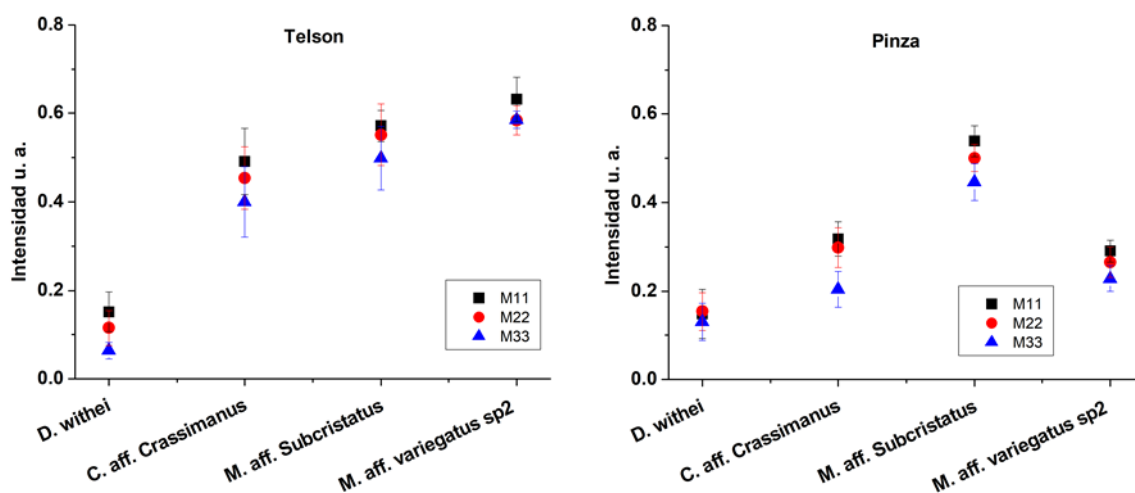 Telson
Intensidad u. a.
0.8
0.6
0.4
0.2
0.0
M11
M22
M33
D. withei
C. aff. Crassimanus
M. aff. Subcristatus
M. aff. variegatus sp2
Pinza
Intensidad u. a.
0.8
0.6
0.4
0.2
0.0
M11
M22
M33
D. withei
C. aff. Crassimanus
M. aff. Subcristatus
M. aff. variegatus sp2